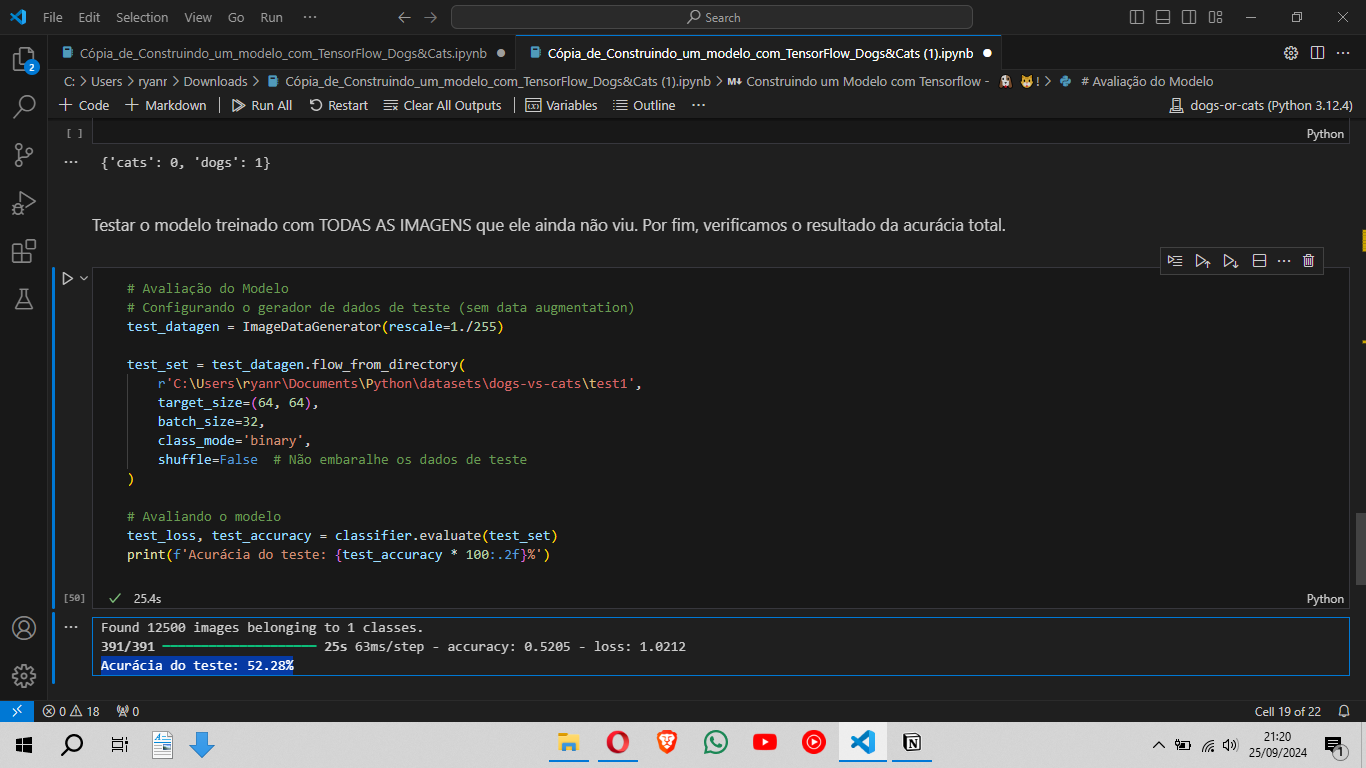 File Edit Selection View Go Run ··· Search
Cópia_de_Construindo_um_modelo_com_TensorFlow_Dogs&Cats.ipynb
Cópia_de_Construindo_um_modelo_com_TensorFlow_Dogs&Cats (1).ipynb
C: > Users > ryanr > Downloads > Cópia_de_Construindo_um_modelo_com_TensorFlow_Dogs&Cats (1).ipynb > M↓ Construindo um Modelo com Tensorflow - 🐶 🐱! > # Avaliação do Modelo
+ Code + Markdown Run All Restart Clear All Outputs Variables Outline ··· dogs-or-cats (Python 3.12.4)
[ ]
Python
{'cats': 0, 'dogs': 1}
Testar o modelo treinado com TODAS AS IMAGENS que ele ainda não viu. Por fim, verificamos o resultado da acurácia total.
# Avaliação do Modelo
# Configurando o gerador de dados de teste (sem data augmentation)
test_datagen = ImageDataGenerator(rescale=1./255)
test_set = test_datagen.flow_from_directory(
r'C:\Users\ryanr\Documents\Python\datasets\dogs-vs-cats\test1',
target_size=(64, 64),
batch_size=32,
class_mode='binary',
shuffle=False # Não embaralhe os dados de teste
)
# Avaliando o modelo
test_loss, test_accuracy = classifier.evaluate(test_set)
print(f'Acurácia do teste: {test_accuracy * 100:.2f}%')
[50] 25.4s Python
Found 12500 images belonging to 1 classes.
391/391 ━━━━━━━━━━━━━━━━━━━━ 25s 63ms/step - accuracy: 0.5205 - loss: 1.0212
Acurácia do teste: 52.28%
0 18 0 Cell 19 of 22
21:20
25/09/2024
2
1